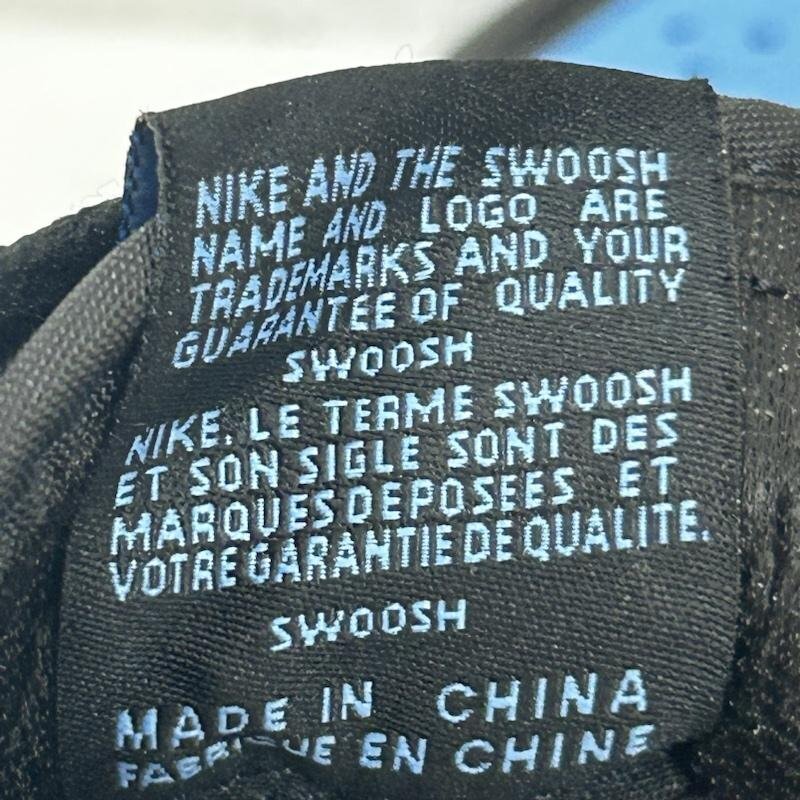 NIKE AND THE SWOOSH
NAME AND LOGO ARE
TRADEMARKS AND YOUR
GUARANTEE OF QUALITY
SWOOSH
NIKE. LE TERME SWOOSH
ET SON SIGLE SONT DES
MARQUES DEPOSEES ET
VOTRE GARANTIE DE QUALITE.
SWOOSH
MADE IN CHINA
EN CHINE